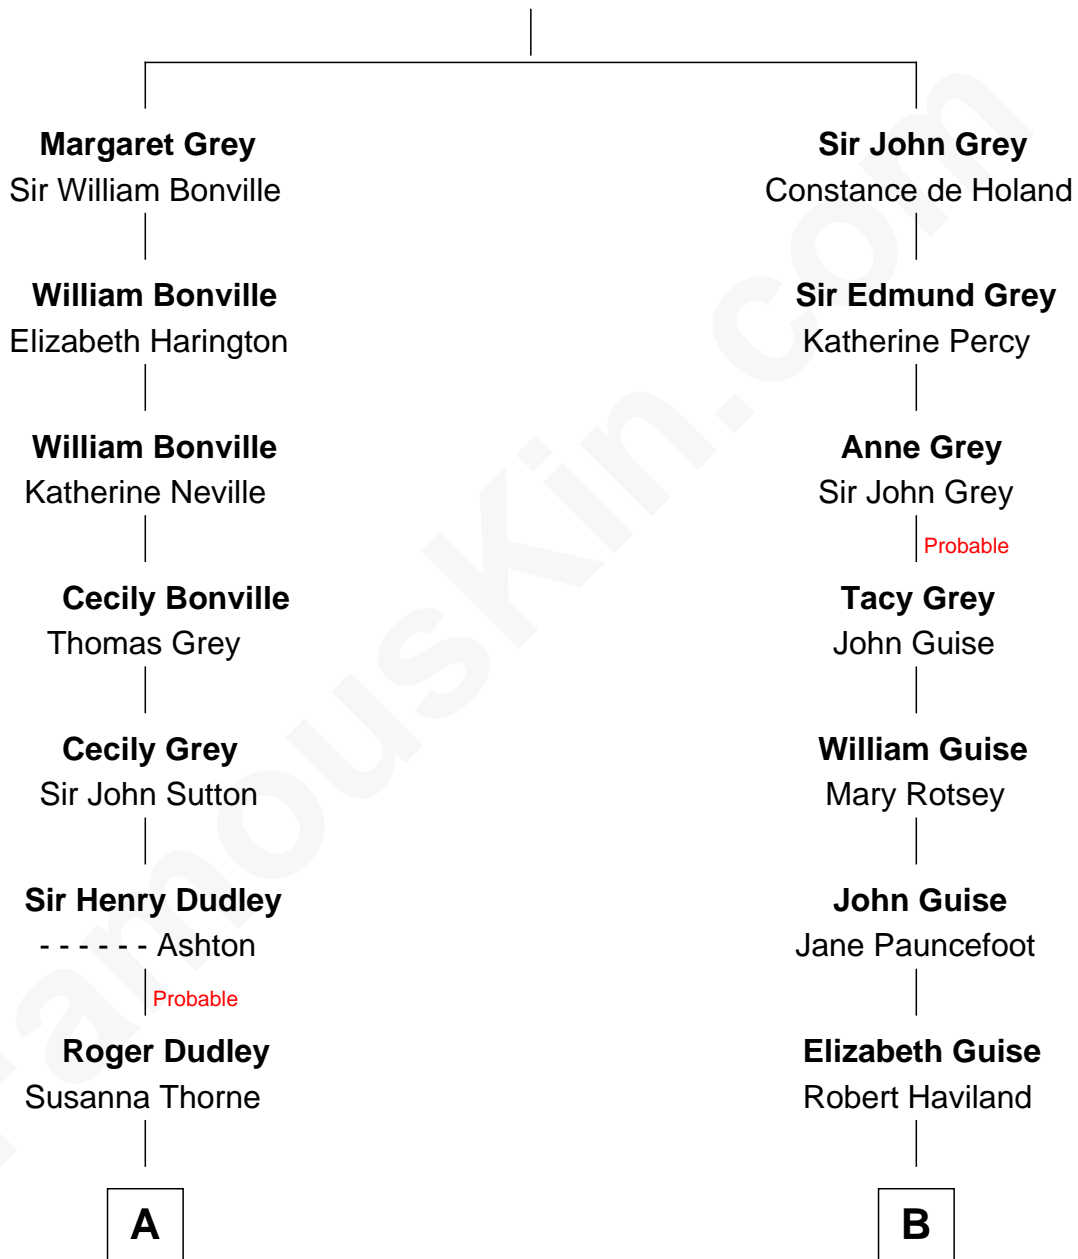 Margaret Grey
Sir William Bonville
William Bonville
Elizabeth Harington
William Bonville
Katherine Neville
Cecily Bonville
Thomas Grey
Cecily Grey
Sir John Sutton
Sir Henry Dudley
- - - - - - Ashton
Probable
Roger Dudley
Susanna Thorne
A
Sir John Grey
Constance de Holand
Sir Edmund Grey
Katherine Percy
Anne Grey
Sir John Grey
Probable
Tacy Grey
John Guise
William Guise
Mary Rotsey
John Guise
Jane Pauncefoot
Elizabeth Guise
Robert Haviland
B
FamousKin.com